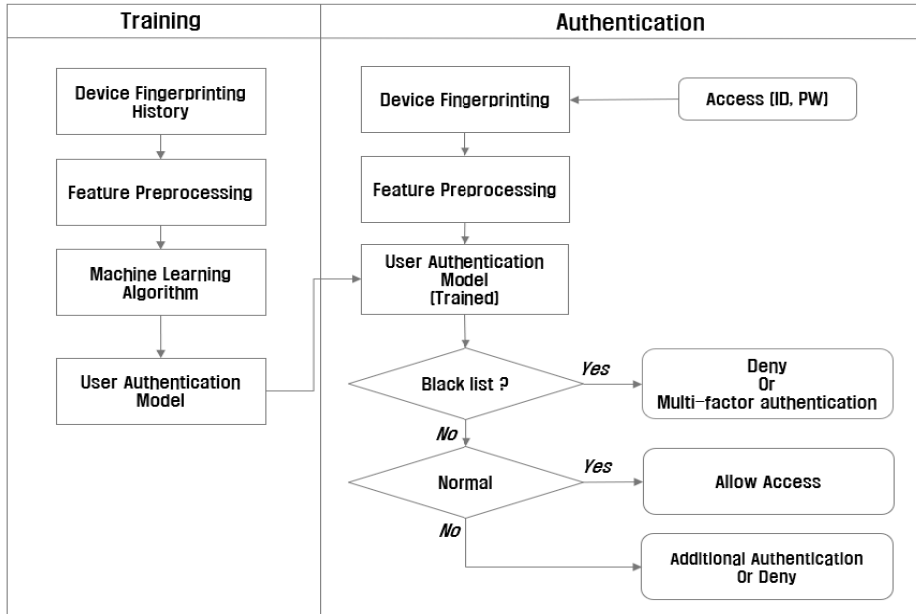 Training
Device Fingerprinting
History
Feature Preprocessing
Machine Learning
Algorithm
User Authentication
Model
Authentication
Device Fingerprinting
Access (ID, PW)
Feature Preprocessing
User Authentication
Model
(Trained)
Black list ?
Yes
Deny
Or
Multi-factor authentication
No
Normal
Yes
Allow Access
No
Additional Authentication
Or Deny